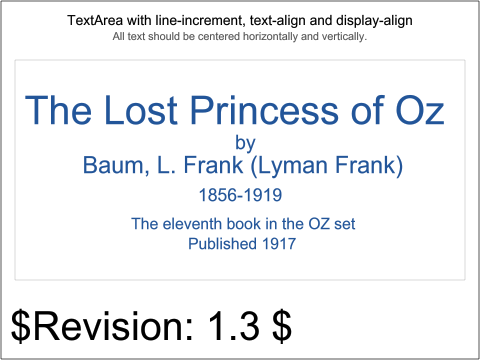 TextArea with line-increment, text-align and display-align
All text should be centered horizontally and vertically.
The Lost Princess of Oz
by
Baum, L. Frank (Lyman Frank)
1856-1919
The eleventh book in the OZ set
Published 1917
$Revision: 1.3 $